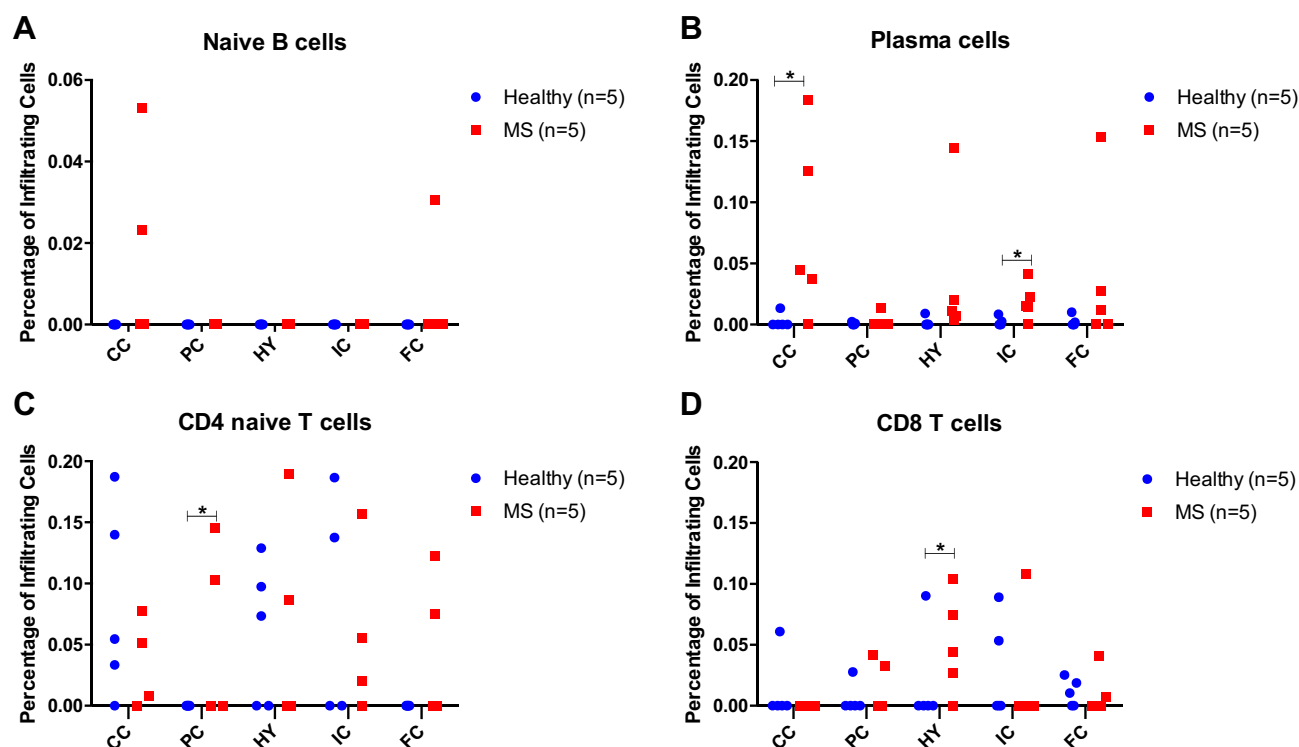 A
Naive B cells
Percentage of Infiltrating Cells
0.06
0.04
0.02
0.00
CC
PC
HY
IC
FC
Healthy (n=5)
MS (n=5)
B
Plasma cells
Percentage of Infiltrating Cells
0.20
0.15
0.10
0.05
0.00
*
*
CC
PC
HY
IC
FC
Healthy (n=5)
MS (n=5)
C
CD4 naive T cells
Percentage of Infiltrating Cells
0.20
0.15
0.10
0.05
0.00
*
CC
PC
HY
IC
FC
Healthy (n=5)
MS (n=5)
D
CD8 T cells
Percentage of Infiltrating Cells
0.20
0.15
0.10
0.05
0.00
*
CC
PC
HY
IC
FC
Healthy (n=5)
MS (n=5)